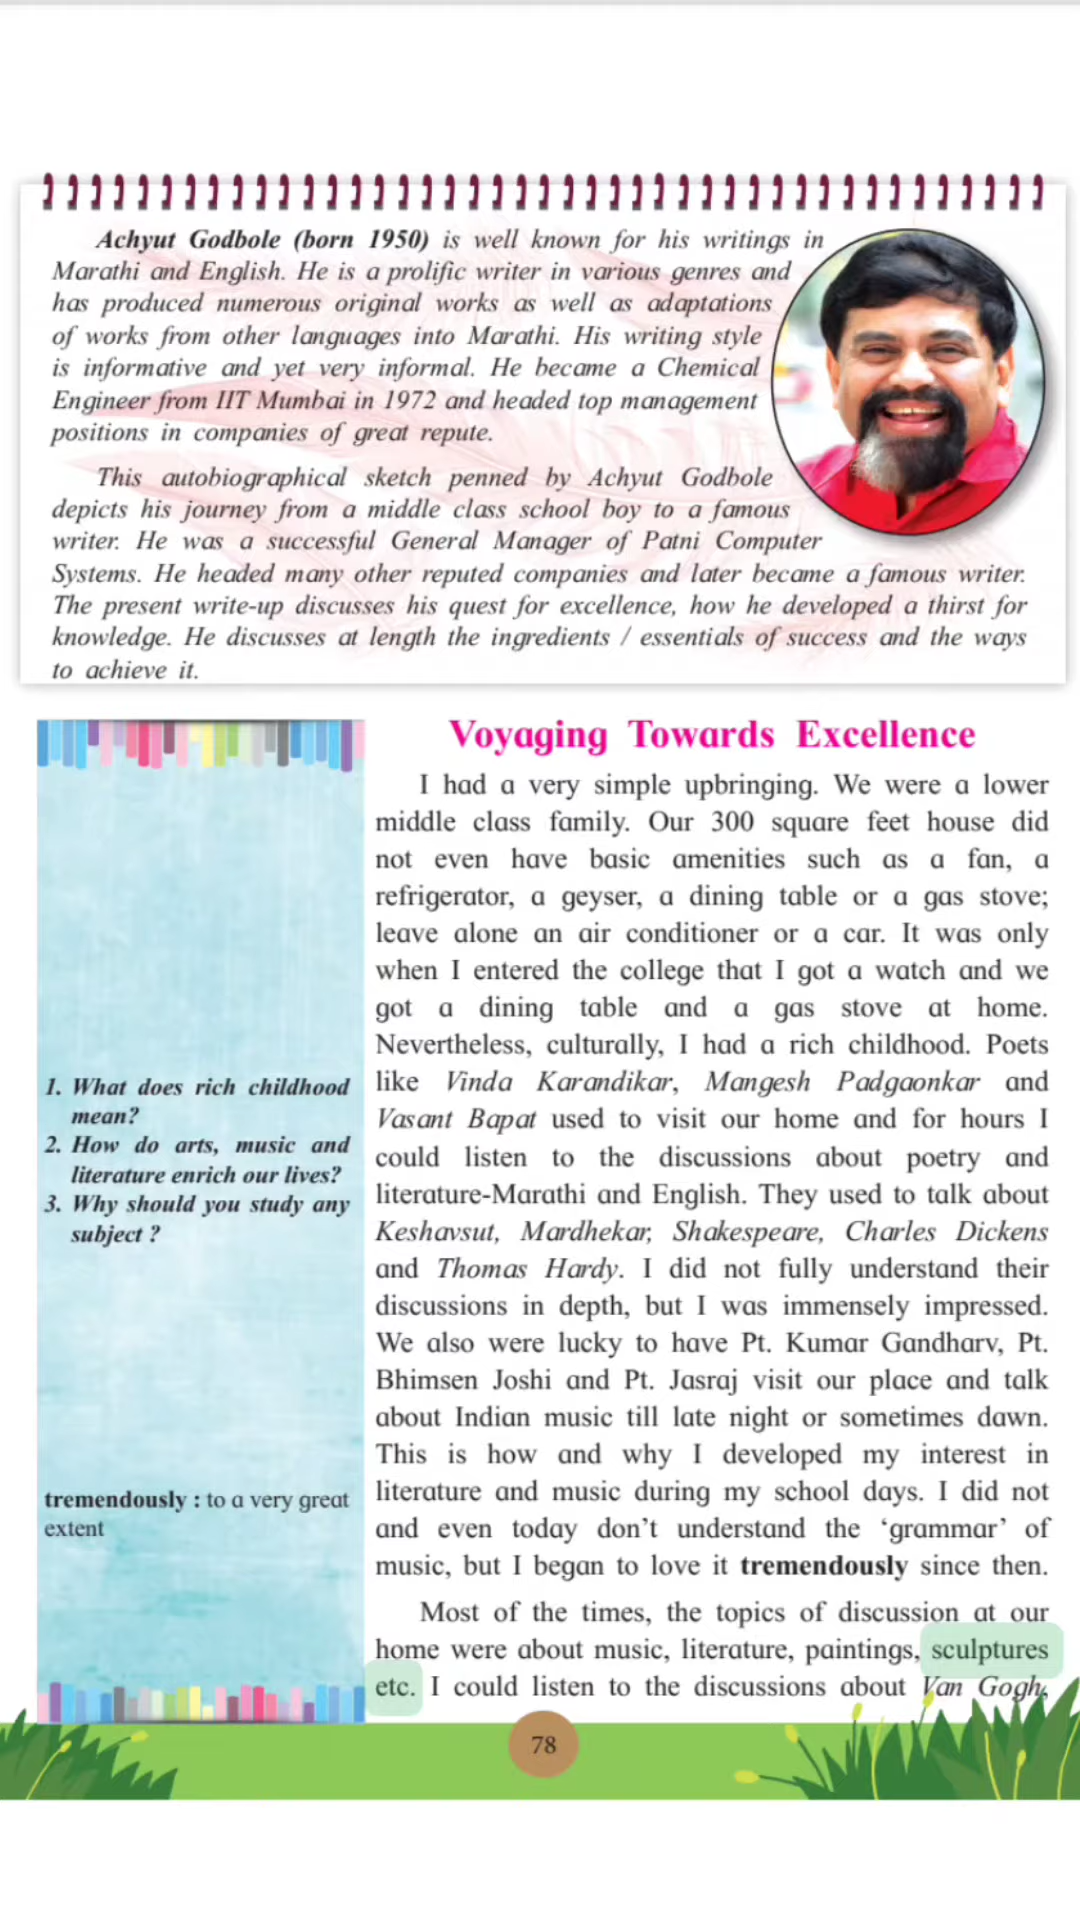 Achyut Godbole (born 1950) is well known for his writings in
Marathi and English. He is a prolific writer in various genres and
has produced numerous original works as well as adaptations
of works from other languages into Marathi. His writing style
is informative and yet very informal. He became a Chemical
Engineer from IIT Mumbai in 1972 and headed top management
positions in companies of great repute.
This autobiographical sketch penned by Achyut Godbole
depicts his journey from a middle class school boy to a famous
writer. He was a successful General Manager of Patni Computer
Systems. He headed many other reputed companies and later became a famous writer.
The present write-up discusses his quest for excellence, how he developed a thirst for
knowledge. He discusses at length the ingredients / essentials of success and the ways
to achieve it.
1. What does rich childhood
mean?
2. How do arts, music and
literature enrich our lives?
3. Why should you study any
subject ?
tremendously : to a very great
extent
Voyaging Towards Excellence
I had a very simple upbringing. We were a lower
middle class family. Our 300 square feet house did
not even have basic amenities such as a fan, a
refrigerator, a geyser, a dining table or a gas stove;
leave alone an air conditioner or a car. It was only
when I entered the college that I got a watch and we
got a dining table and a gas stove at home.
Nevertheless, culturally, I had a rich childhood. Poets
like Vinda Karandikar, Mangesh Padgaonkar and
Vasant Bapat used to visit our home and for hours I
could listen to the discussions about poetry and
literature-Marathi and English. They used to talk about
Keshavsut, Mardhekar, Shakespeare, Charles Dickens
and Thomas Hardy. I did not fully understand their
discussions in depth, but I was immensely impressed.
We also were lucky to have Pt. Kumar Gandharv, Pt.
Bhimsen Joshi and Pt. Jasraj visit our place and talk
about Indian music till late night or sometimes dawn.
This is how and why I developed my interest in
literature and music during my school days. I did not
and even today don't understand the 'grammar' of
music, but I began to love it tremendously since then.
Most of the times, the topics of discussion at our
home were about music, literature, paintings, sculptures
etc. I could listen to the discussions about Van Gogh,
78